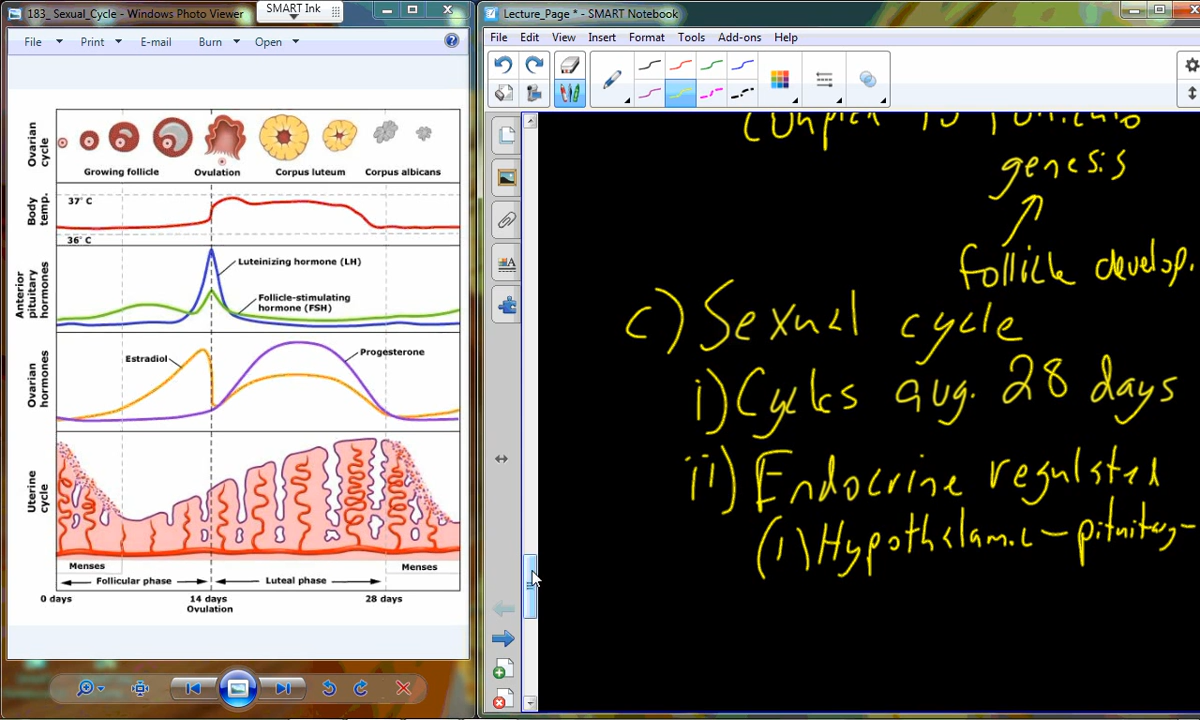 183_Sexual_Cycle - Windows Photo Viewer
SMART Ink
File Print E-mail Burn Open
Ovarian cycle
Growing follicle Ovulation Corpus luteum Corpus albicans
Body temp.
37° C
36° C
Anterior pituitary hormones
Luteinizing hormone (LH)
Follicle-stimulating
hormone (FSH)
Ovarian hormones
Estradiol
Progesterone
Uterine cycle
Menses Menses
Follicular phase Luteal phase
0 days 14 days 28 days
Ovulation
Lecture_Page * - SMART Notebook
File Edit View Insert Format Tools Add-ons Help
genesis
follicle develop.
c) Sexual cycle
i) Cycles avg. 28 days
ii) Endocrine regulated
(1) Hypothalamic-pituitary-